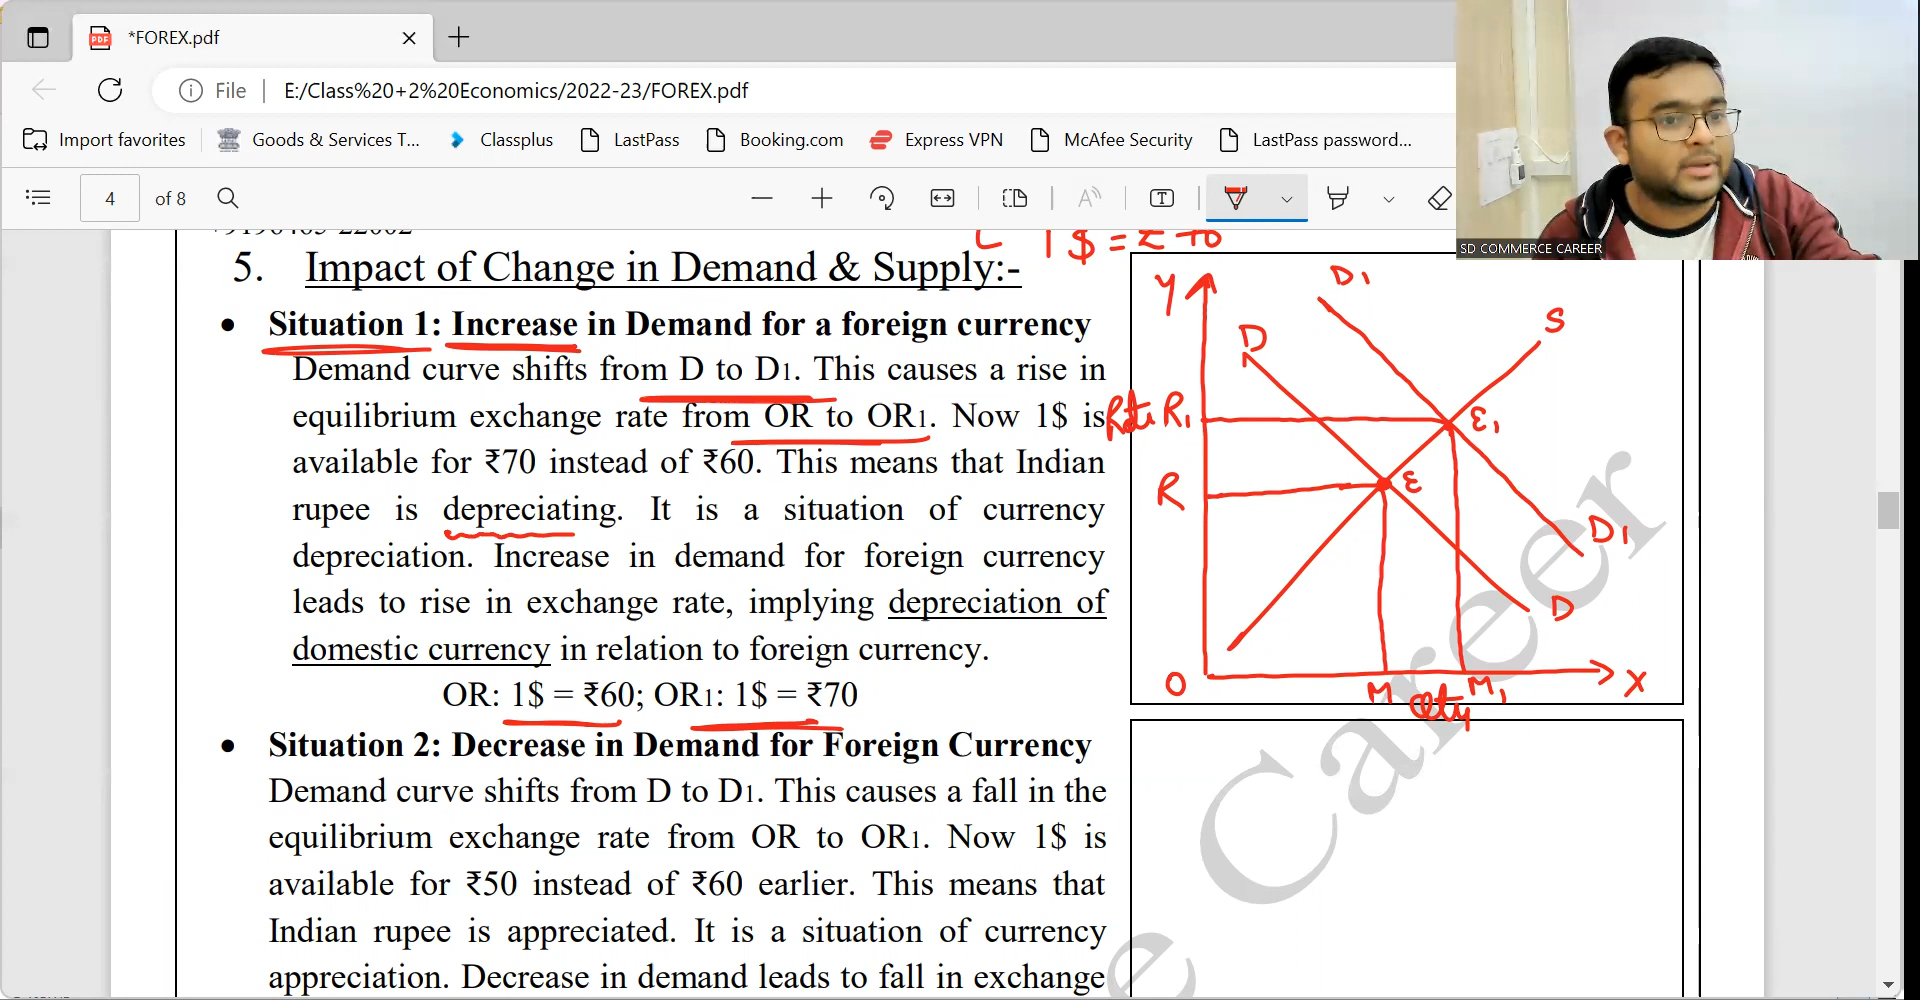 *FOREX.pdf
File | E:/Class%20+2%20Economics/2022-23/FOREX.pdf
Import favorites Goods & Services T... Classplus LastPass Booking.com Express VPN McAfee Security LastPass password...
4 of 8
SD COMMERCE CAREER
1 $ = ₹ 70
5. Impact of Change in Demand & Supply:-
• Situation 1: Increase in Demand for a foreign currency
Demand curve shifts from D to D1. This causes a rise in
equilibrium exchange rate from OR to OR1. Now 1$ is
available for ₹70 instead of ₹60. This means that Indian
rupee is depreciating. It is a situation of currency
depreciation. Increase in demand for foreign currency
leads to rise in exchange rate, implying depreciation of
domestic currency in relation to foreign currency.
OR: 1$ = ₹60; OR1: 1$ = ₹70
• Situation 2: Decrease in Demand for Foreign Currency
Demand curve shifts from D to D1. This causes a fall in the
equilibrium exchange rate from OR to OR1. Now 1$ is
available for ₹50 instead of ₹60 earlier. This means that
Indian rupee is appreciated. It is a situation of currency
appreciation. Decrease in demand leads to fall in exchange
Y D1
D S
Rate R1 E1
R E
D1
D
O M M1 X
Qty
Career